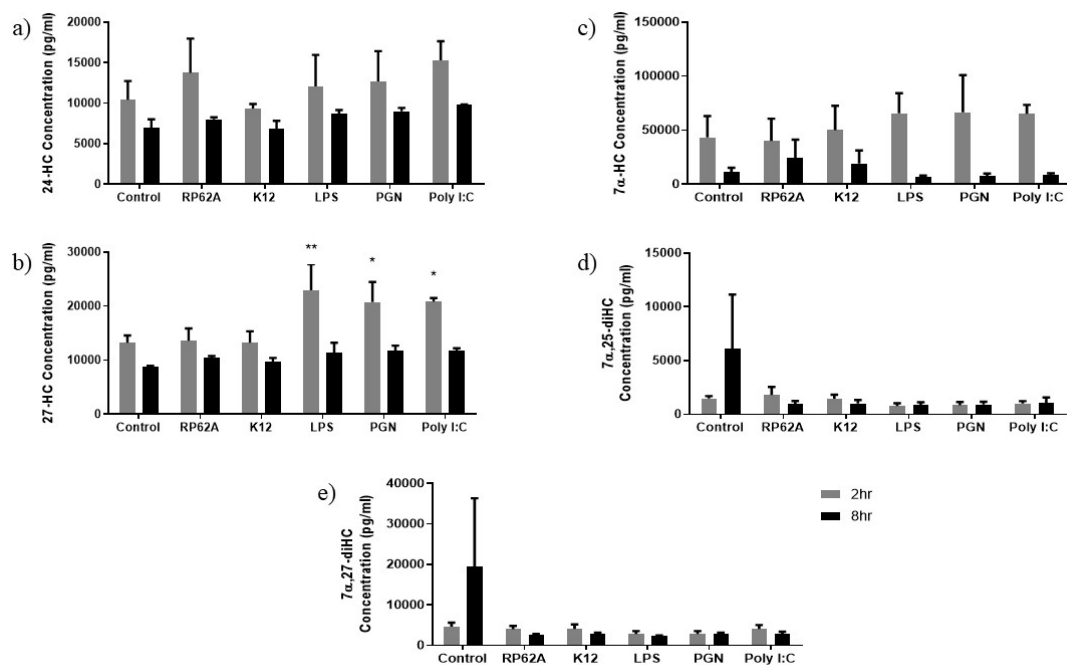 a)
24-HC Concentration (pg/ml)
20000
15000
10000
5000
0
Control RP62A K12 LPS PGN Poly I:C
b)
27-HC Concentration (pg/ml)
30000
20000
10000
0
** * *
Control RP62A K12 LPS PGN Poly I:C
c)
7α-HC Concentration (pg/ml)
150000
100000
50000
0
Control RP62A K12 LPS PGN Poly I:C
d)
7α,25-diHC
Concentration (pg/ml)
15000
10000
5000
0
Control RP62A K12 LPS PGN Poly I:C
e)
7α,27-diHC
Concentration (pg/ml)
40000
30000
20000
10000
0
Control RP62A K12 LPS PGN Poly I:C
2hr
8hr